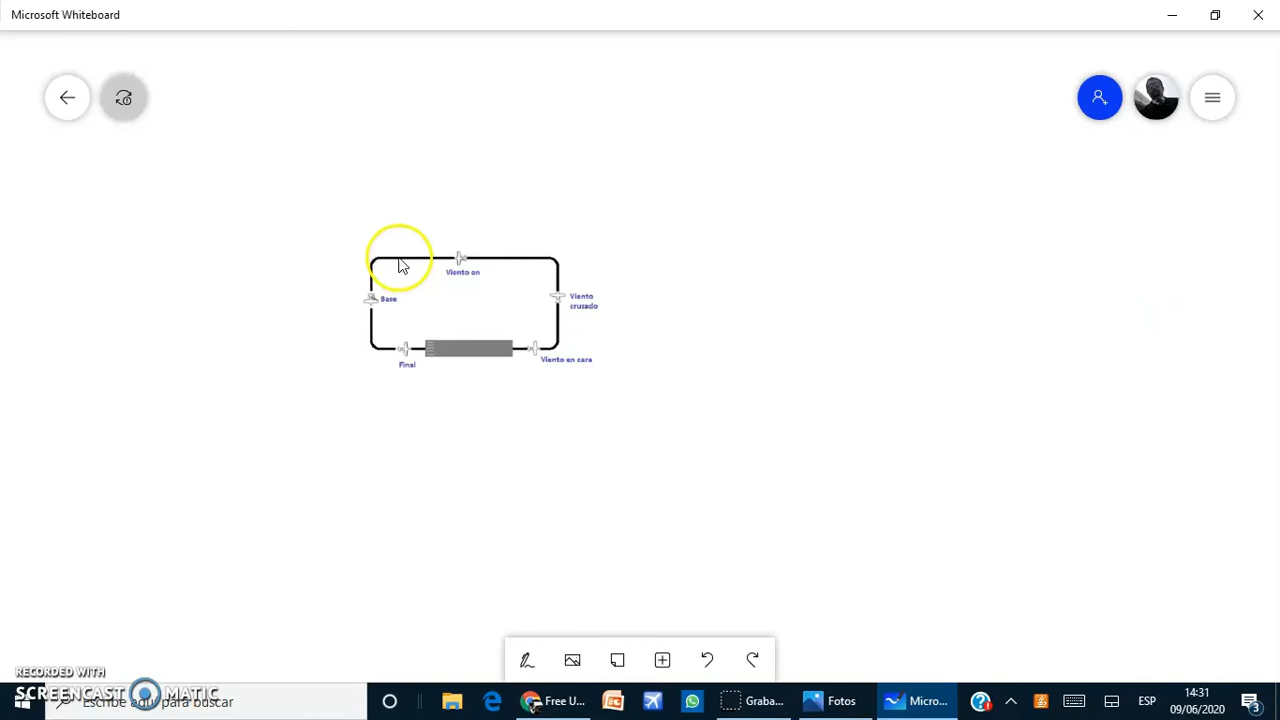 Microsoft Whiteboard
Viento en
Base
Viento
cruzado
Viento en cara
Final
RECORDED WITH
SCREENCAST MATIC
Escribe aquí para buscar
Free U...
Graba...
Fotos
Micro...
ESP
14:31
09/06/2020
3